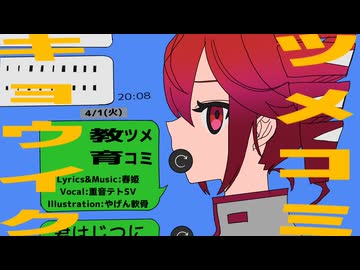 キョウイク
ツメコミ
20:08
4/1(火)
教ツメ
育コミ
Lyrics&Music:春姫
Vocal:重音テトSV
Illustration:やげん軟骨
君はじつに